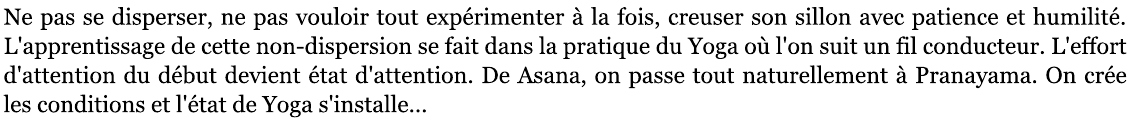 Ne pas se disperser, ne pas vouloir tout expérimenter à la fois, creuser son sillon avec patience et humilité.
L'apprentissage de cette non-dispersion se fait dans la pratique du Yoga où l'on suit un fil conducteur. L'effort
d'attention du début devient état d'attention. De Asana, on passe tout naturellement à Pranayama. On crée
les conditions et l'état de Yoga s'installe...